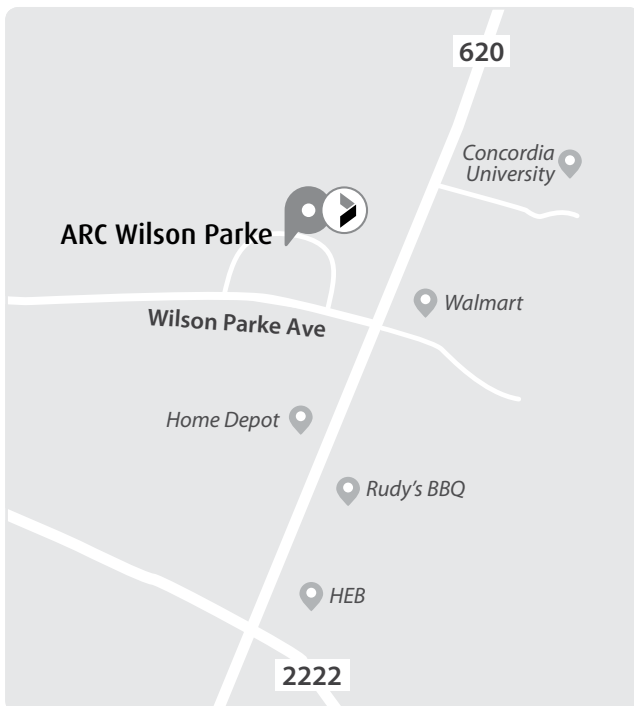 620
Concordia
University
ARC Wilson Parke
Walmart
Wilson Parke Ave
Home Depot
Rudy's BBQ
HEB
2222